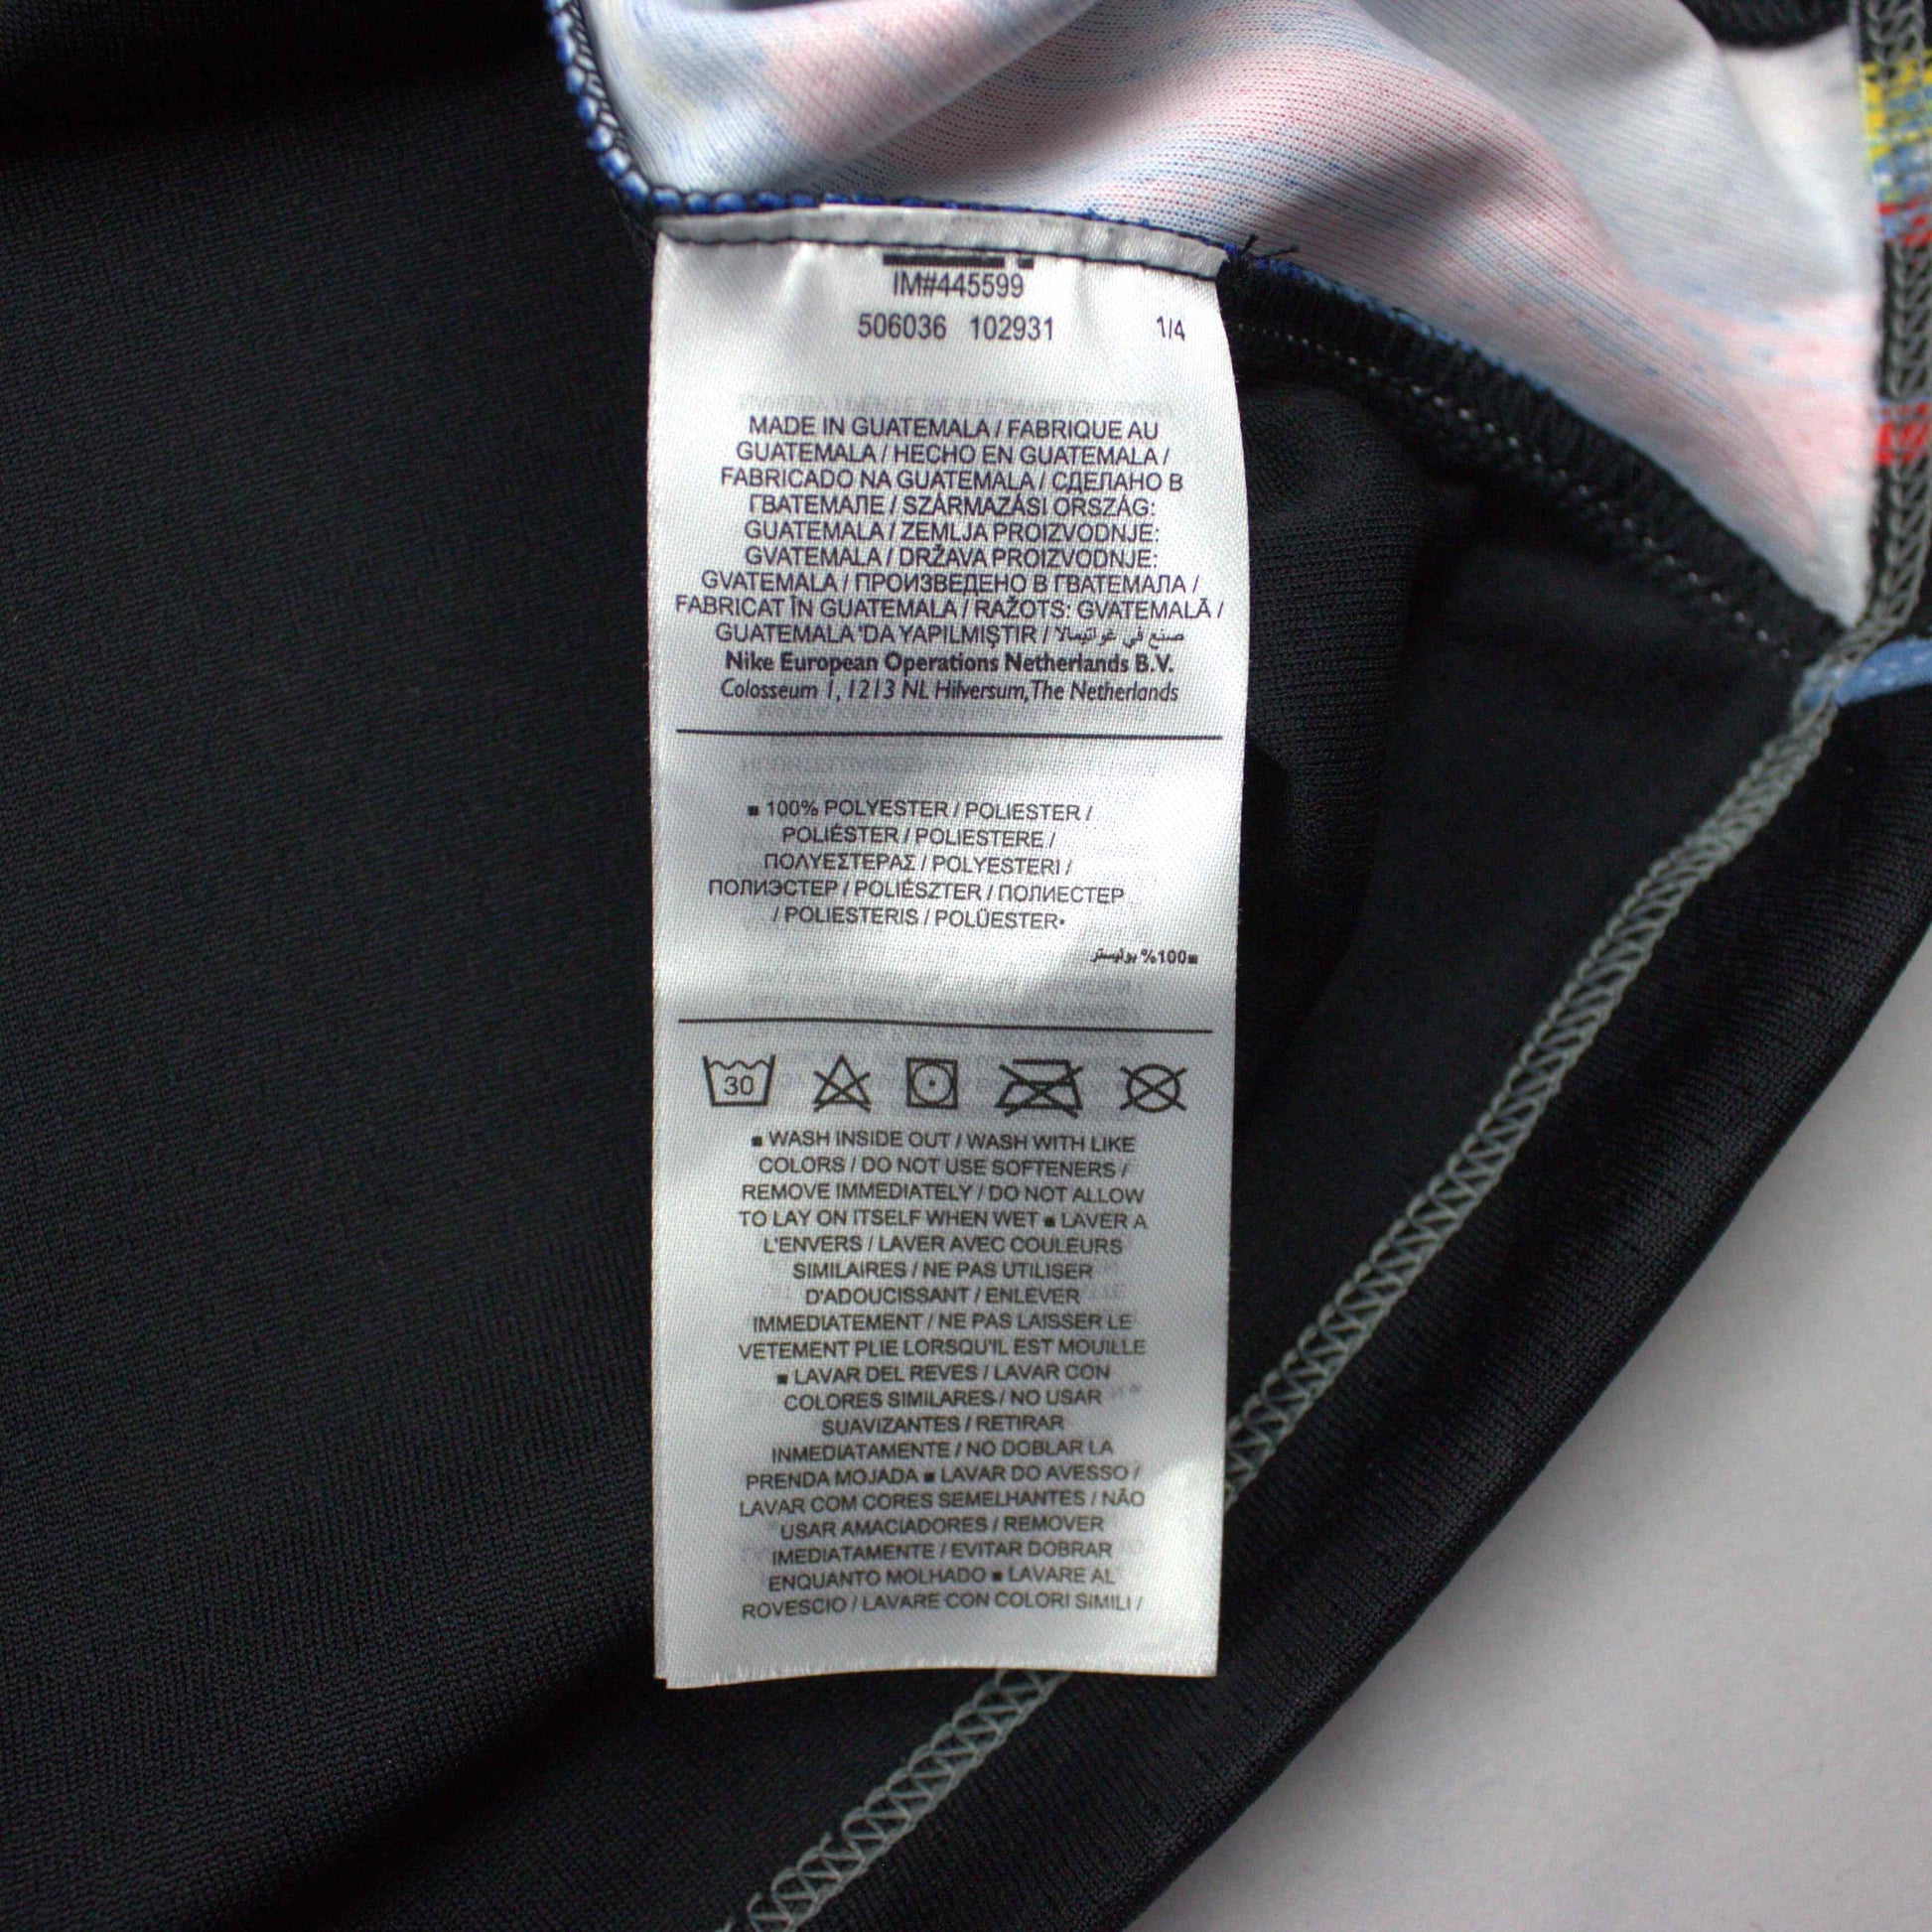 IM#445599
506036 102931 1/4
MADE IN GUATEMALA / FABRIQUE AU
GUATEMALA / HECHO EN GUATEMALA /
FABRICADO NA GUATEMALA / СДЕЛАНО В
ГВАТЕМАЛЕ / SZÁRMAZÁSI ORSZÁG:
GUATEMALA / ZEMLJA PROIZVODNJE:
GVATEMALA / DRŽAVA PROIZVODNJE:
GVATEMALA / ПРОИЗВЕДЕНО В ГВАТЕМАЛА /
FABRICAT ÎN GUATEMALA / RAŽOTS: GVATEMALĀ /
GUATEMALA 'DA YAPILMIŞTIR / صنع في غواتيمالا
Nike European Operations Netherlands B.V.
Colosseum 1, 1213 NL Hilversum, The Netherlands
■ 100% POLYESTER / POLIESTER /
POLIÉSTER / POLIESTERE /
ΠΟΛΥΕΣΤΕΡΑΣ / POLYESTERI /
ПОЛИЭСТЕР / POLIÉSZTER / ПОЛИЕСТЕР
/ POLIESTERIS / POLÜESTER•
■100% بوليستر
30
■ WASH INSIDE OUT / WASH WITH LIKE
COLORS / DO NOT USE SOFTENERS /
REMOVE IMMEDIATELY / DO NOT ALLOW
TO LAY ON ITSELF WHEN WET ■ LAVER A
L'ENVERS / LAVER AVEC COULEURS
SIMILAIRES / NE PAS UTILISER
D'ADOUCISSANT / ENLEVER
IMMEDIATEMENT / NE PAS LAISSER LE
VETEMENT PLIE LORSQU'IL EST MOUILLE
■ LAVAR DEL REVES / LAVAR CON
COLORES SIMILARES / NO USAR
SUAVIZANTES / RETIRAR
INMEDIATAMENTE / NO DOBLAR LA
PRENDA MOJADA ■ LAVAR DO AVESSO /
LAVAR COM CORES SEMELHANTES / NÃO
USAR AMACIADORES / REMOVER
IMEDIATAMENTE / EVITAR DOBRAR
ENQUANTO MOLHADO ■ LAVARE AL
ROVESCIO / LAVARE CON COLORI SIMILI /